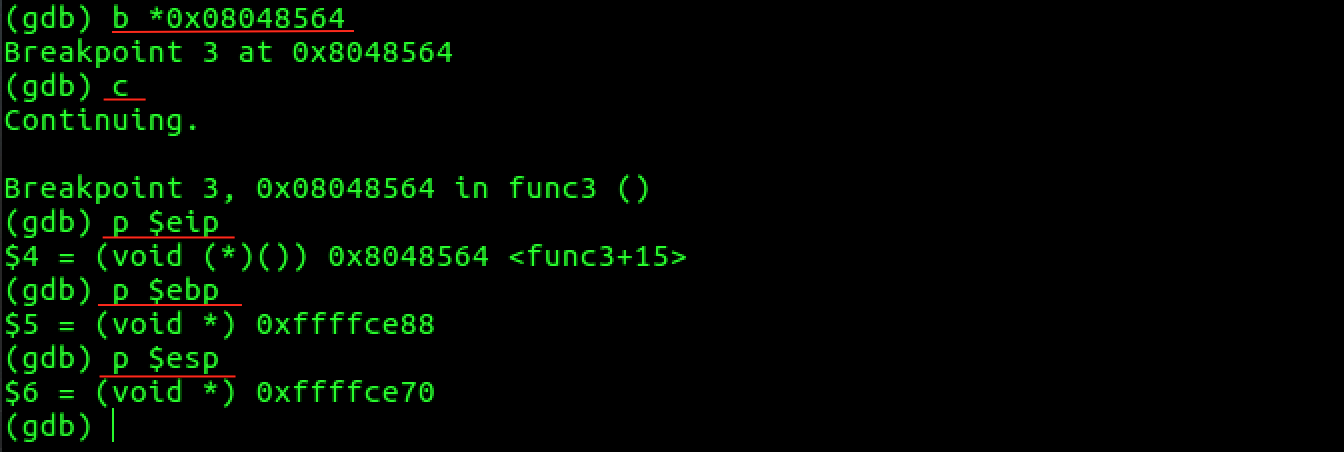 (gdb) b *0x08048564
Breakpoint 3 at 0x8048564
(gdb) c
Continuing.
Breakpoint 3, 0x08048564 in func3 ()
(gdb) p $eip
$4 = (void (*)()) 0x8048564 <func3+15>
(gdb) p $ebp
$5 = (void *) 0xffffce88
(gdb) p $esp
$6 = (void *) 0xffffce70
(gdb)